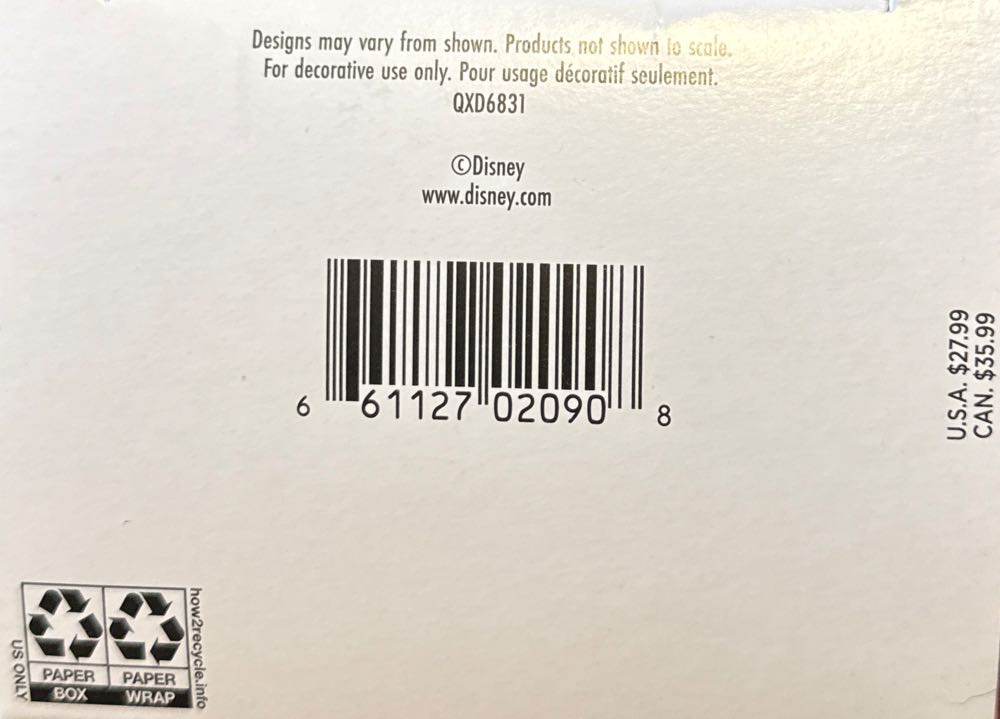 Designs may vary from shown. Products not shown to scale.
For decorative use only. Pour usage décoratif seulement.
QXD6831
©Disney
www.disney.com
6 61127 02090 8
U.S.A. $27.99
CAN. $35.99
how2recycle.info
PAPER
BOX
PAPER
WRAP
US ONLY